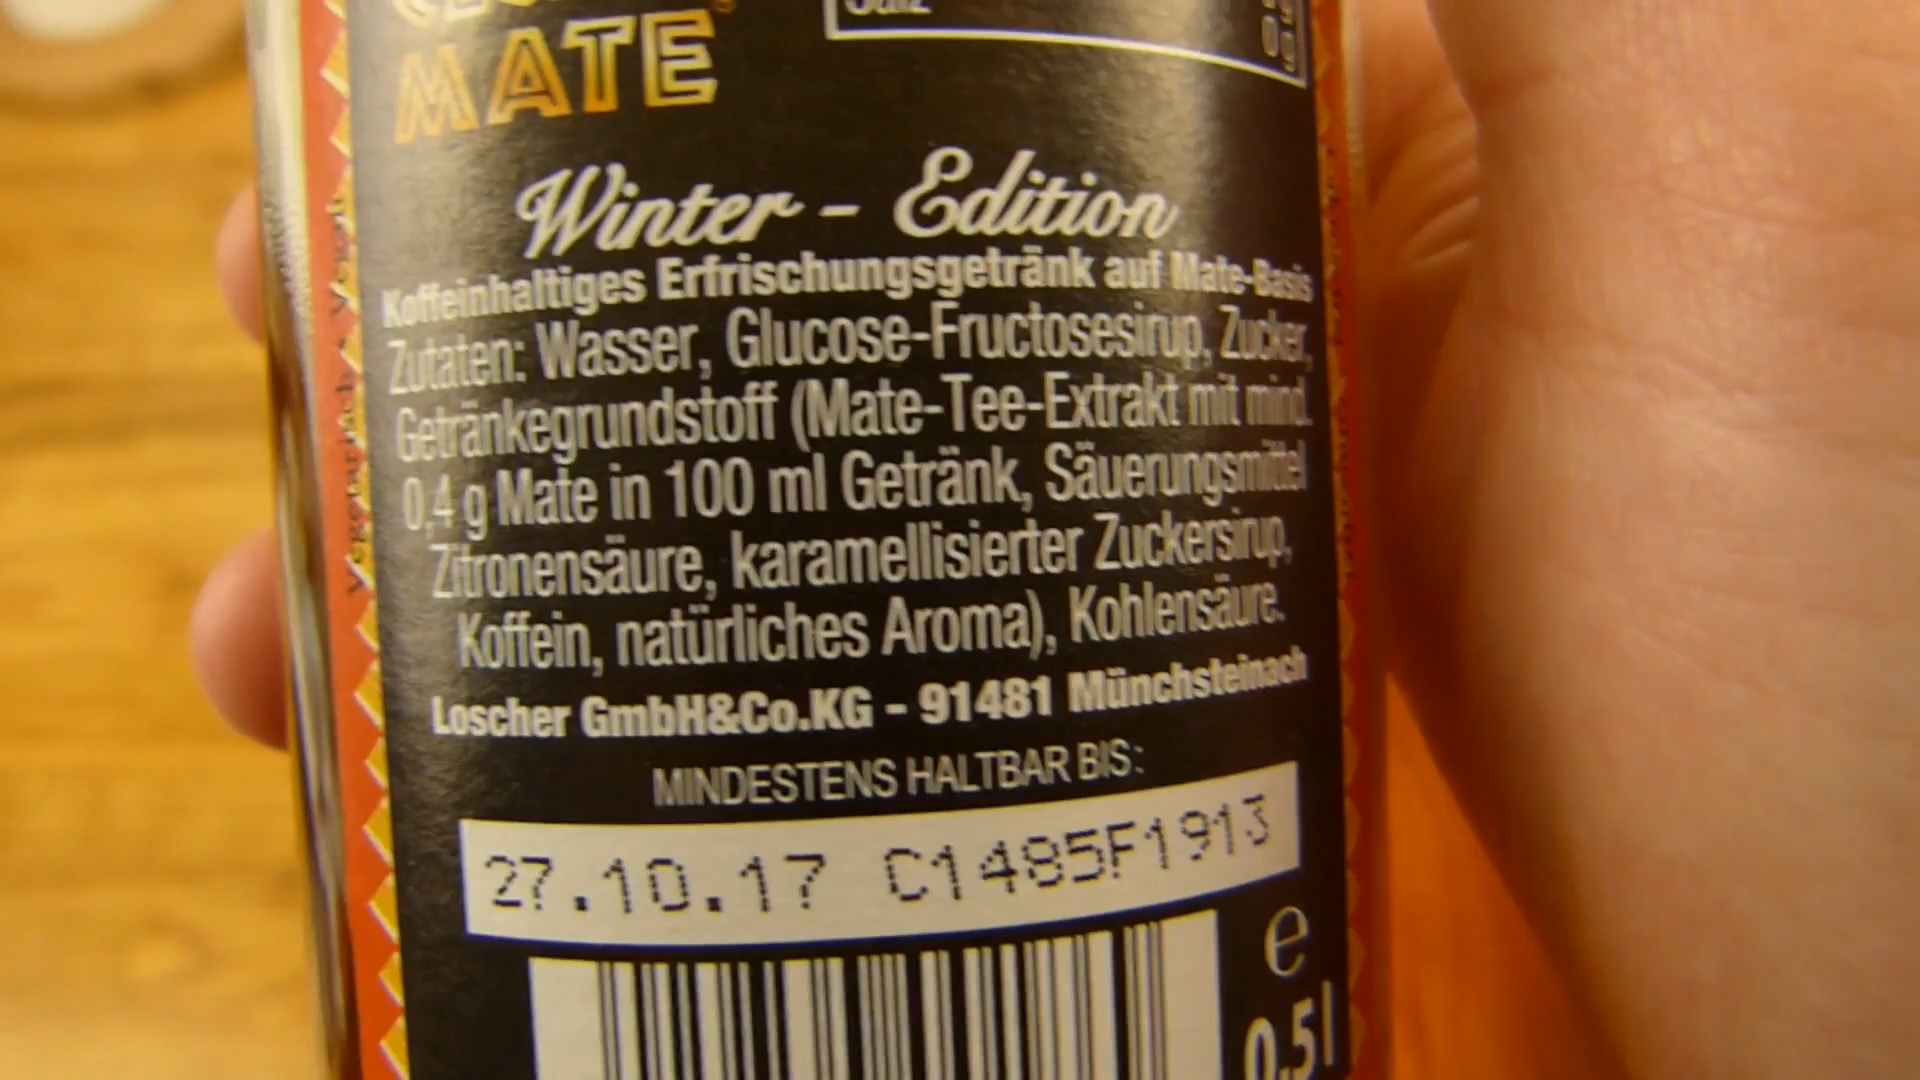 MATE
Salz
Winter - Edition
Koffeinhaltiges Erfrischungsgetränk auf Mate-Basis
Zutaten: Wasser, Glucose-Fructosesirup, Zucker,
Getränkegrundstoff (Mate-Tee-Extrakt mit mind.
0,4 g Mate in 100 ml Getränk, Säuerungsmittel
Zitronensäure, karamellisierter Zuckersirup,
Koffein, natürliches Aroma), Kohlensäure.
Loscher GmbH&Co.KG - 91481 Münchsteinach
MINDESTENS HALTBAR BIS:
27.10.17 C1485F1913
e
0,5l